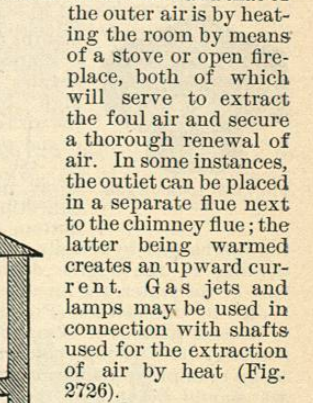 the outer air is by heat-
ing the room by means
of a stove or open fire-
place, both of which
will serve to extract
the foul air and secure
a thorough renewal of
air. In some instances,
the outlet can be placed
in a separate flue next
to the chimney flue; the
latter being warmed
creates an upward cur-
rent. Gas jets and
lamps may be used in
connection with shafts
used for the extraction
of air by heat (Fig.
2726).